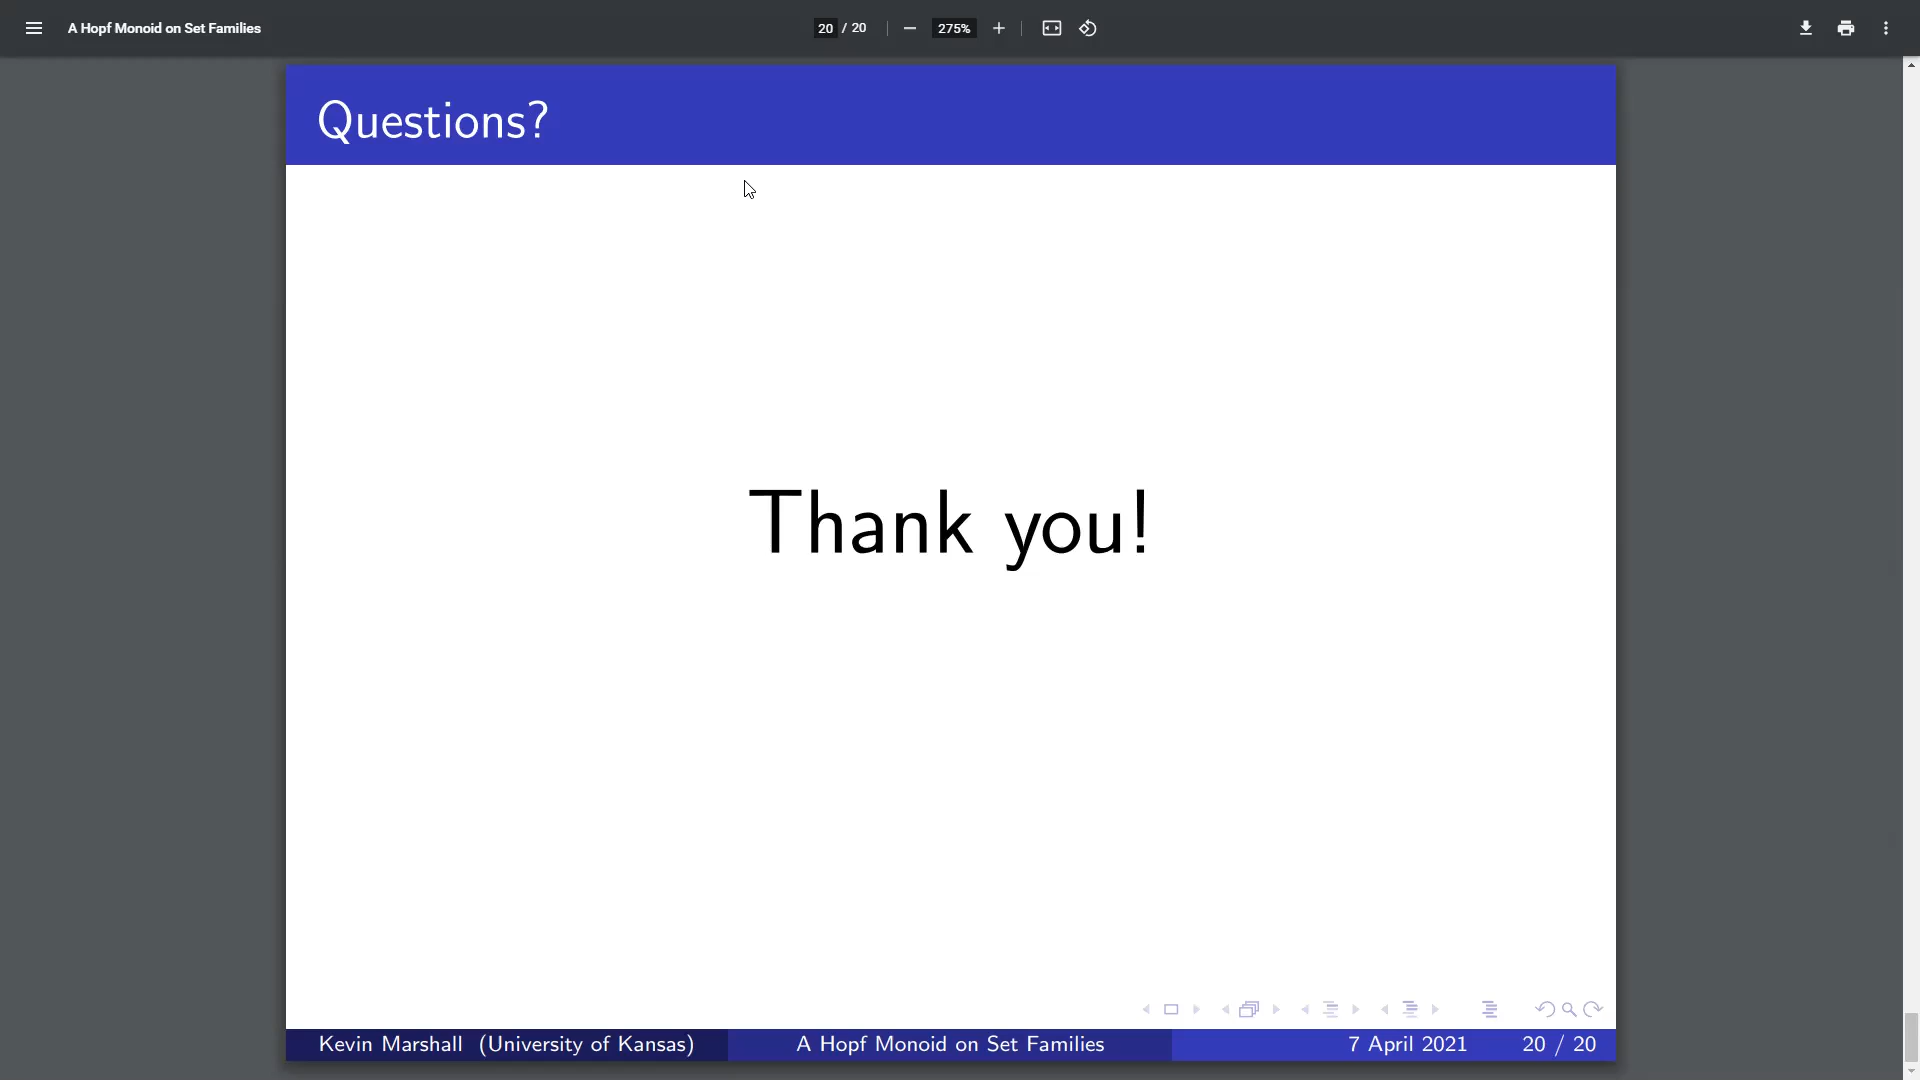 A Hopf Monoid on Set Families
20 / 20
275%
Questions?
Thank you!
Kevin Marshall (University of Kansas)
A Hopf Monoid on Set Families
7 April 2021
20 / 20